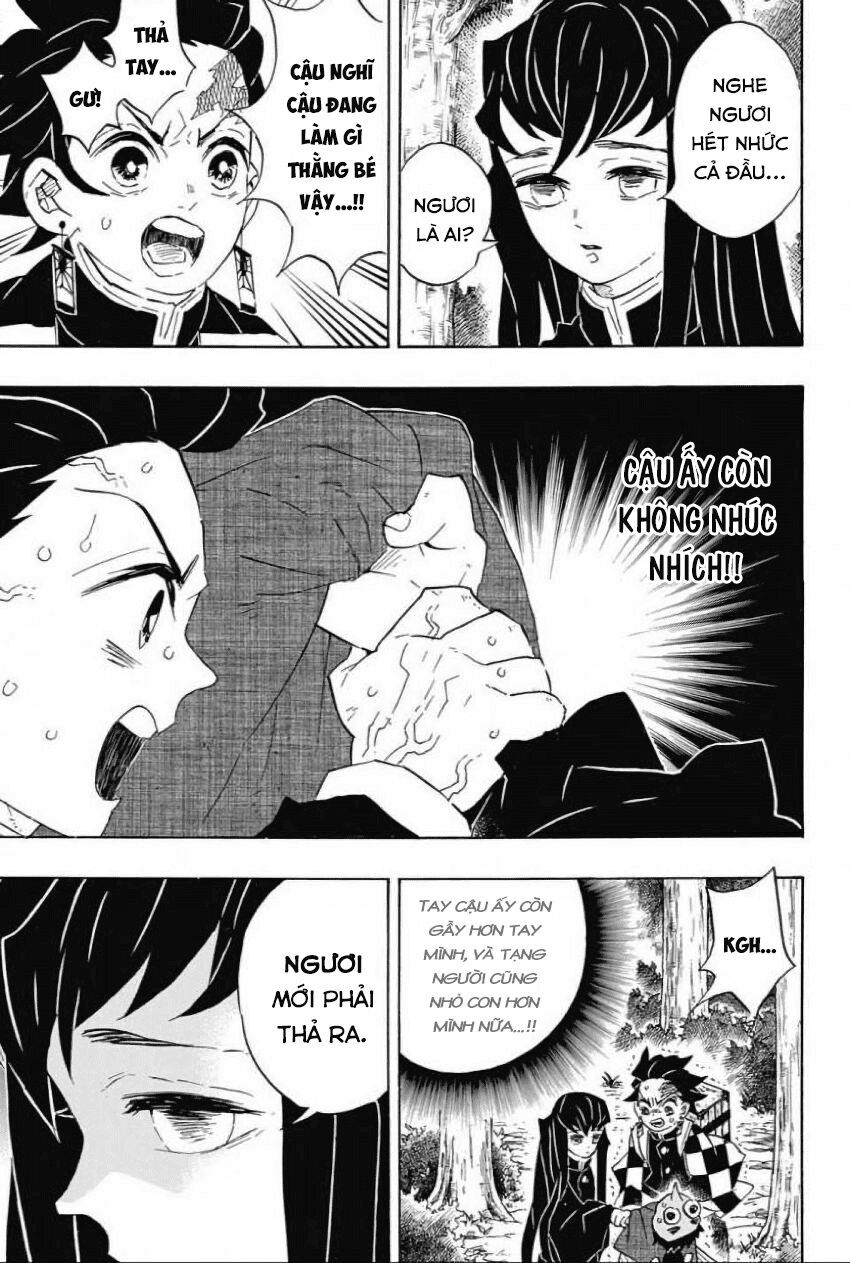 NGHE
NGƯƠI
HÉT NHỨC
CẢ ĐẦU...
NGƯƠI
LÀ AI?
CẬU NGHĨ
CẬU ĐANG
LÀM GÌ
THẰNG BÉ
VẬY...!!
THẢ
TAY...
GƯ!
CẬU ẤY CÒN
KHÔNG NHÚC
NHÍCH!!
KGH...
TAY CẬU ẤY CÒN
GẦY HƠN TAY
MÌNH, VÀ TẠNG
NGƯỜI CŨNG
NHỎ CON HƠN
MÌNH NỮA...!!
NGƯƠI
MỚI PHẢI
THẢ RA.